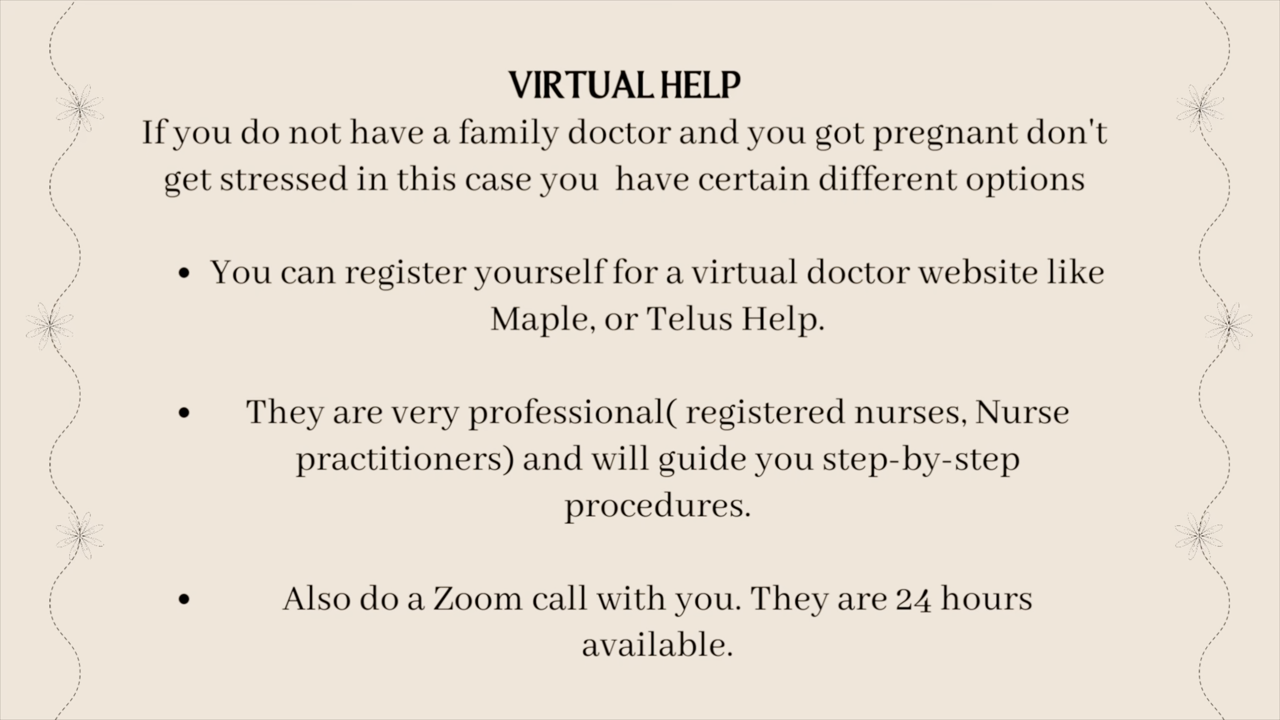 VIRTUAL HELP
If you do not have a family doctor and you got pregnant don't
get stressed in this case you  have certain different options
• You can register yourself for a virtual doctor website like
Maple, or Telus Help.
• They are very professional( registered nurses, Nurse
practitioners) and will guide you step-by-step
procedures.
• Also do a Zoom call with you. They are 24 hours
available.